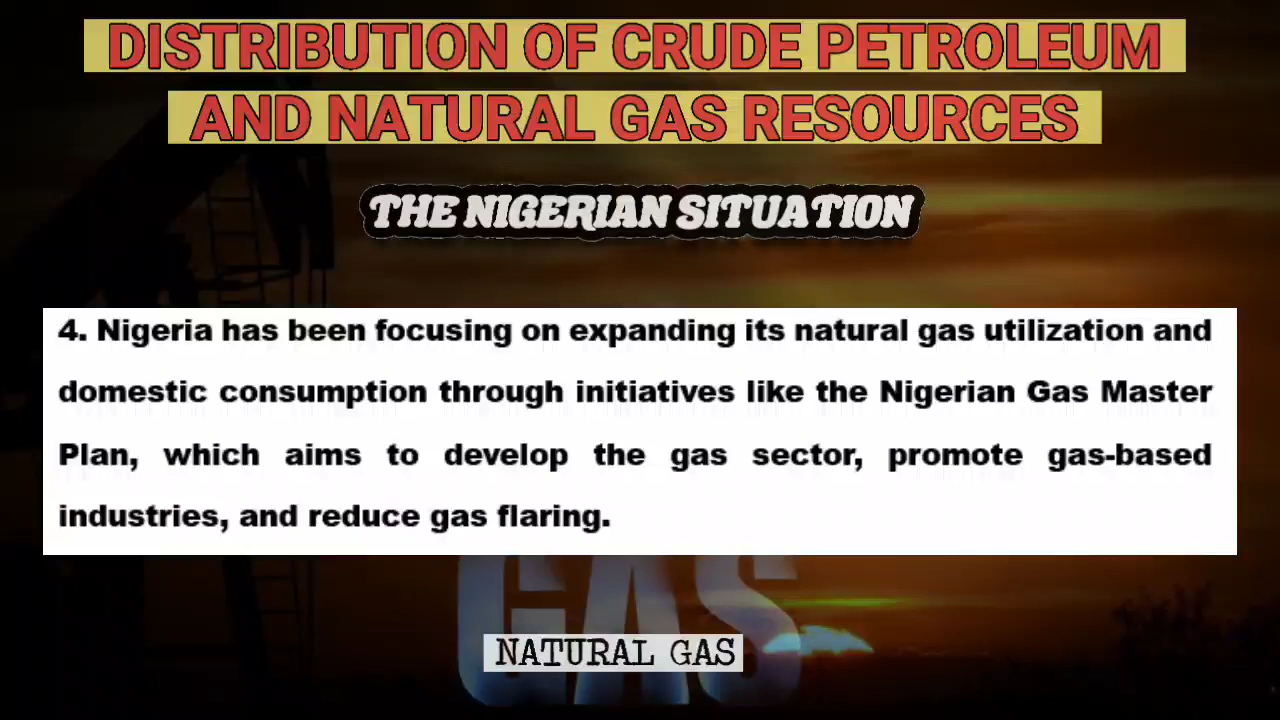 DISTRIBUTION OF CRUDE PETROLEUM
AND NATURAL GAS RESOURCES
THE NIGERIAN SITUATION
4. Nigeria has been focusing on expanding its natural gas utilization and
domestic consumption through initiatives like the Nigerian Gas Master
Plan, which aims to develop the gas sector, promote gas-based
industries, and reduce gas flaring.
GAS
NATURAL GAS